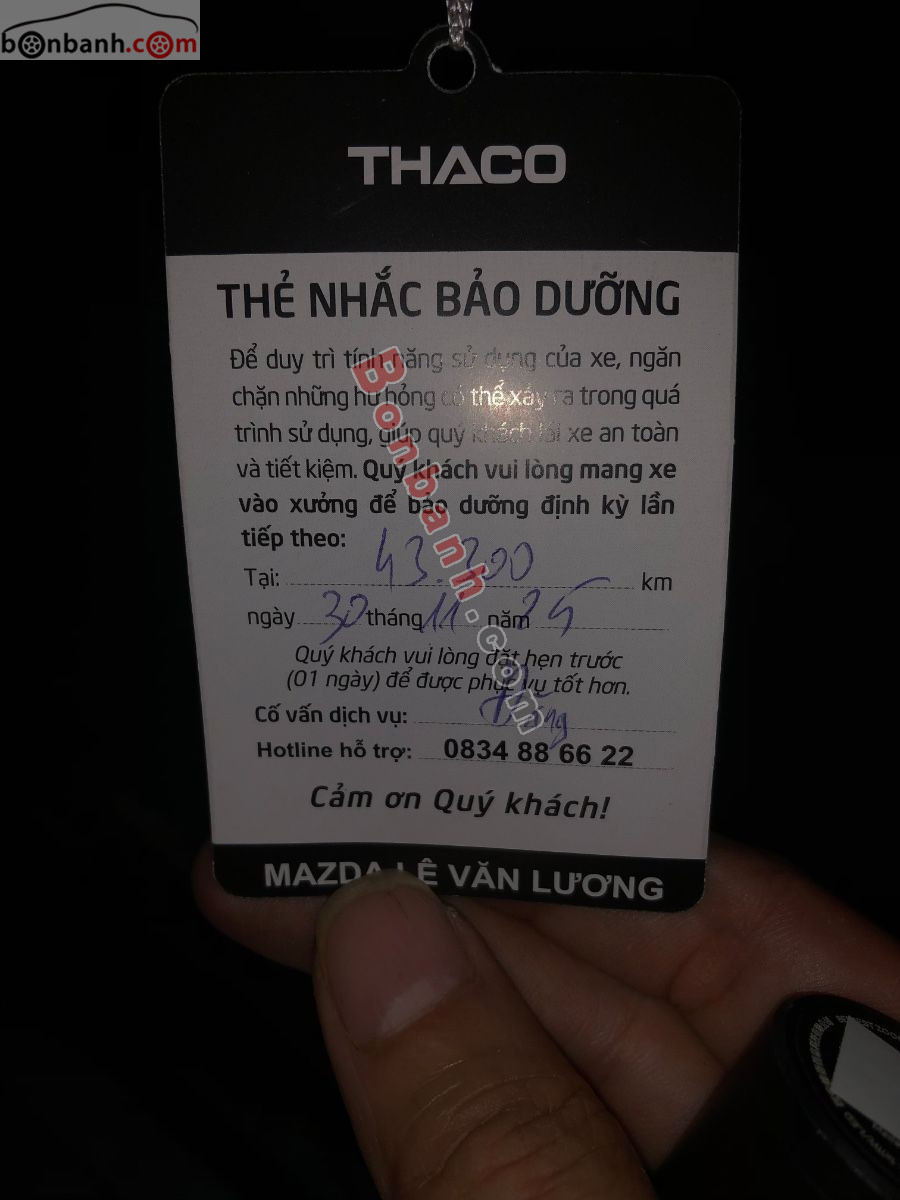 bonbanh.com
THACO
THẺ NHẮC BẢO DƯỠNG
Để duy trì tính năng sử dụng của xe, ngăn
chặn những hư hỏng có thể xảy ra trong quá
trình sử dụng, giúp quý khách lái xe an toàn
và tiết kiệm. Quý khách vui lòng mang xe
vào xưởng để bảo dưỡng định kỳ lần
tiếp theo:
Tại: 43.300 km
ngày 30 tháng 11 năm 25
Quý khách vui lòng đặt hẹn trước
(01 ngày) để được phục vụ tốt hơn.
Cố vấn dịch vụ:
Hotline hỗ trợ: 0834 88 66 22
Cảm ơn Quý khách!
MAZDA LÊ VĂN LƯƠNG
Bonbanh.com